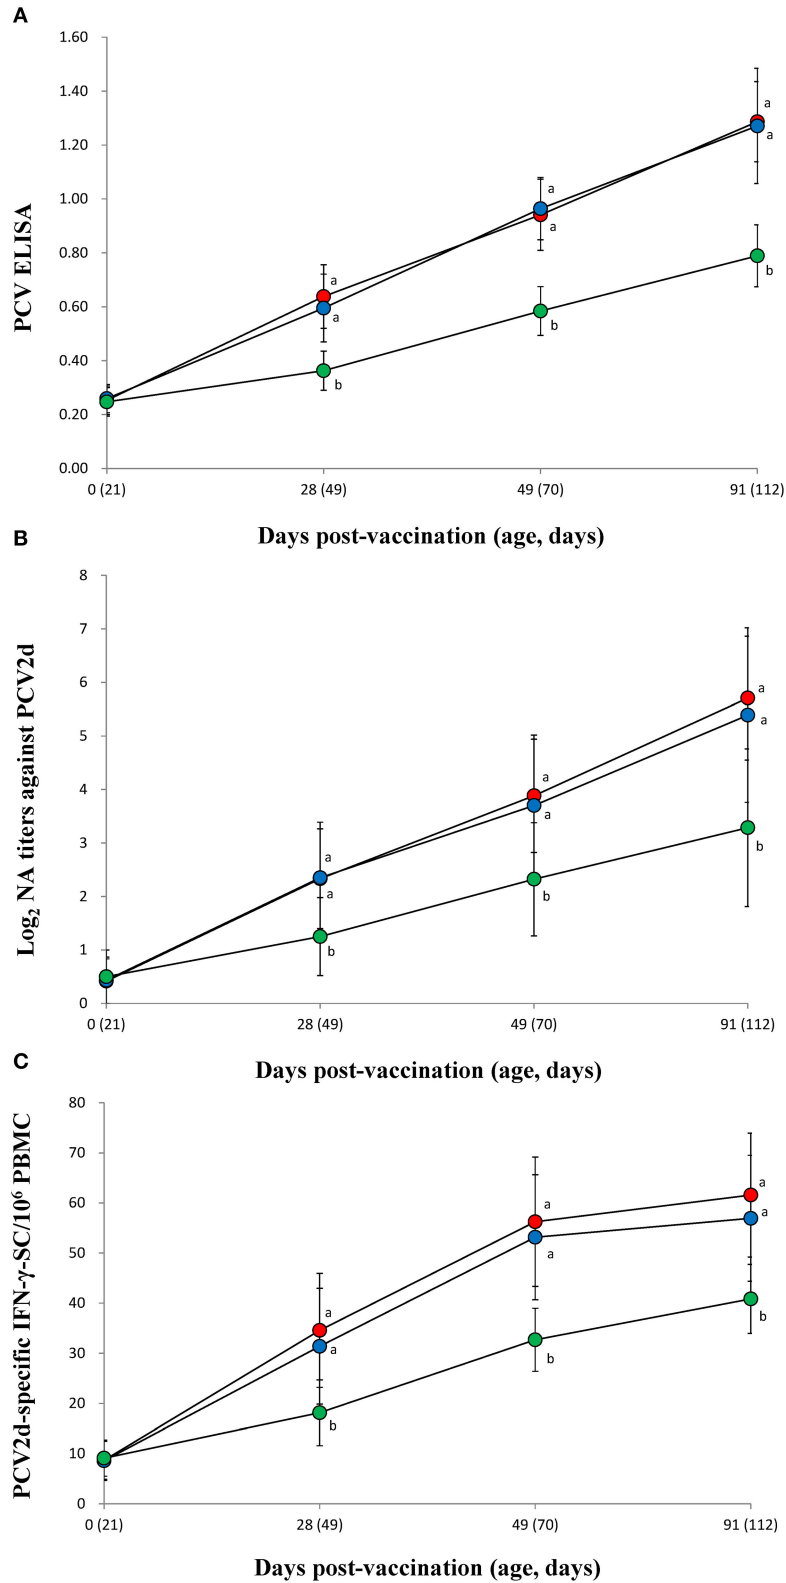 A
PCV ELISA
1.60
1.40
1.20
1.00
0.80
0.60
0.40
0.20
0.00
a
a
a
a
a
a
b
b
b
0 (21)
28 (49)
49 (70)
91 (112)
Days post-vaccination (age, days)
B
Log2 NA titers against PCV2d
8
7
6
5
4
3
2
1
0
a
a
a
a
a
a
b
b
b
0 (21)
28 (49)
49 (70)
91 (112)
Days post-vaccination (age, days)
C
PCV2d-specific IFN-γ-SC/10⁶ PBMC
80
70
60
50
40
30
20
10
0
a
a
a
a
a
a
b
b
b
0 (21)
28 (49)
49 (70)
91 (112)
Days post-vaccination (age, days)